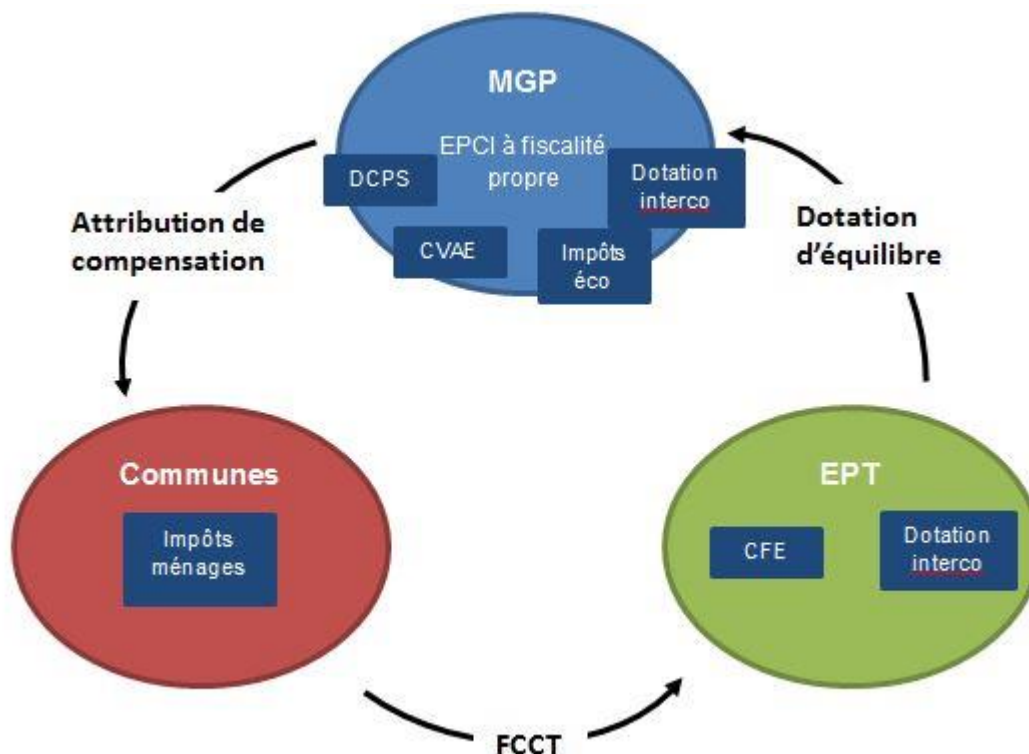 MGP
EPCI à fiscalité
propre
DCPS
Dotation
interco
CVAE
Impôts
éco
Attribution de
compensation
Dotation
d'équilibre
Communes
Impôts
ménages
EPT
CFE
Dotation
interco
FCCT